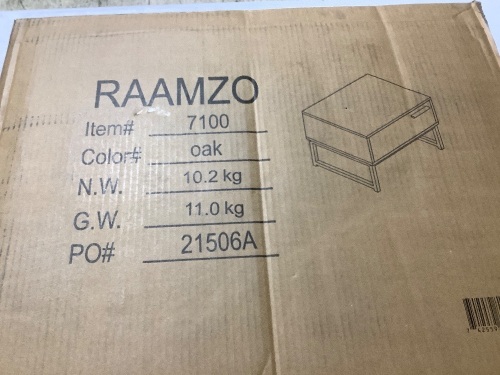 RAAMZO
Item# 7100
Color# oak
N.W. 10.2 kg
G.W. 11.0 kg
PO# 21506A